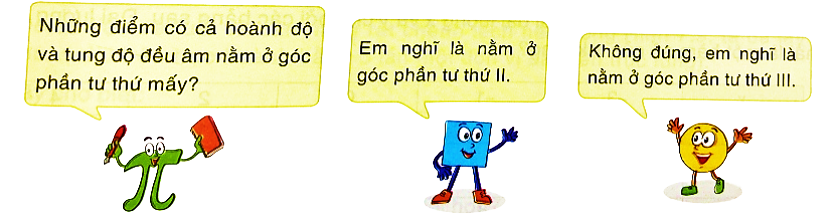 Những điểm có cả hoành độ
và tung độ đều âm nằm ở góc
phần tư thứ mấy?
Em nghĩ là nằm ở
góc phần tư thứ II.
Không đúng, em nghĩ là
nằm ở góc phần tư thứ III.